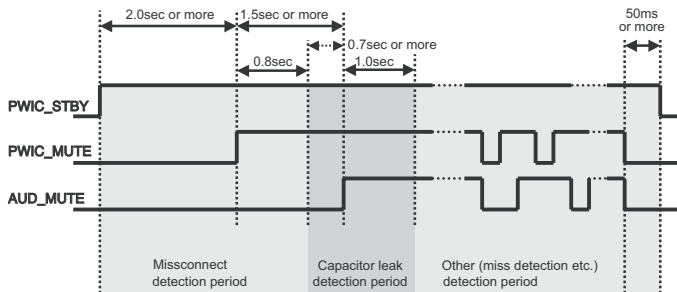 2.0sec or more
1.5sec or more
50ms
or more
0.7sec or more
0.8sec
1.0sec
PWIC_STBY
PWIC_MUTE
AUD_MUTE
Missconnect
detection period
Capacitor leak
detection period
Other (miss detection etc.)
detection period